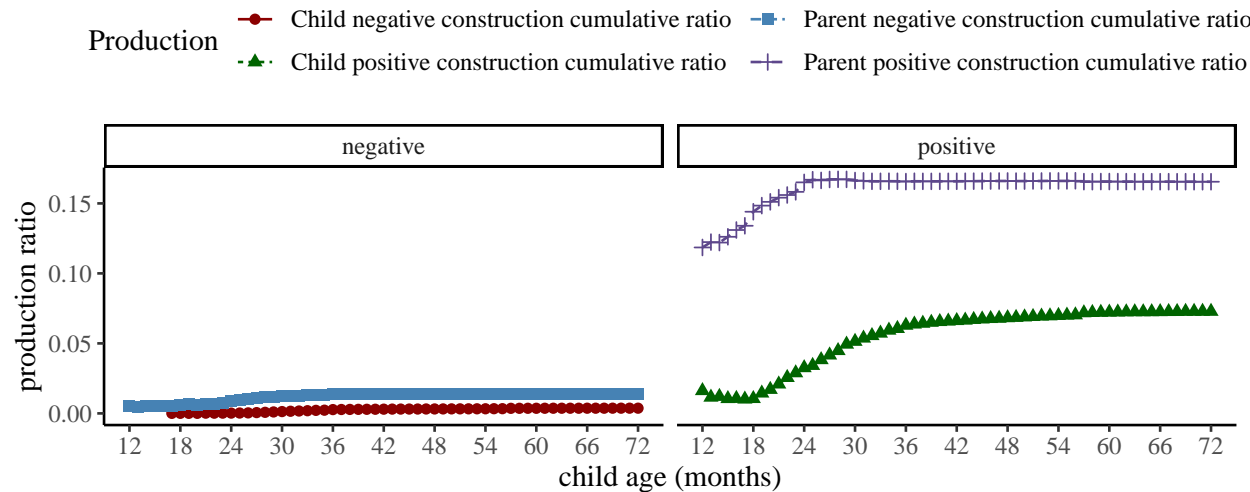 Production
Child negative construction cumulative ratio
Parent negative construction cumulative ratio
Child positive construction cumulative ratio
Parent positive construction cumulative ratio
negative
positive
production ratio
0.15
0.10
0.05
0.00
12 18 24 30 36 42 48 54 60 66 72
12 18 24 30 36 42 48 54 60 66 72
child age (months)